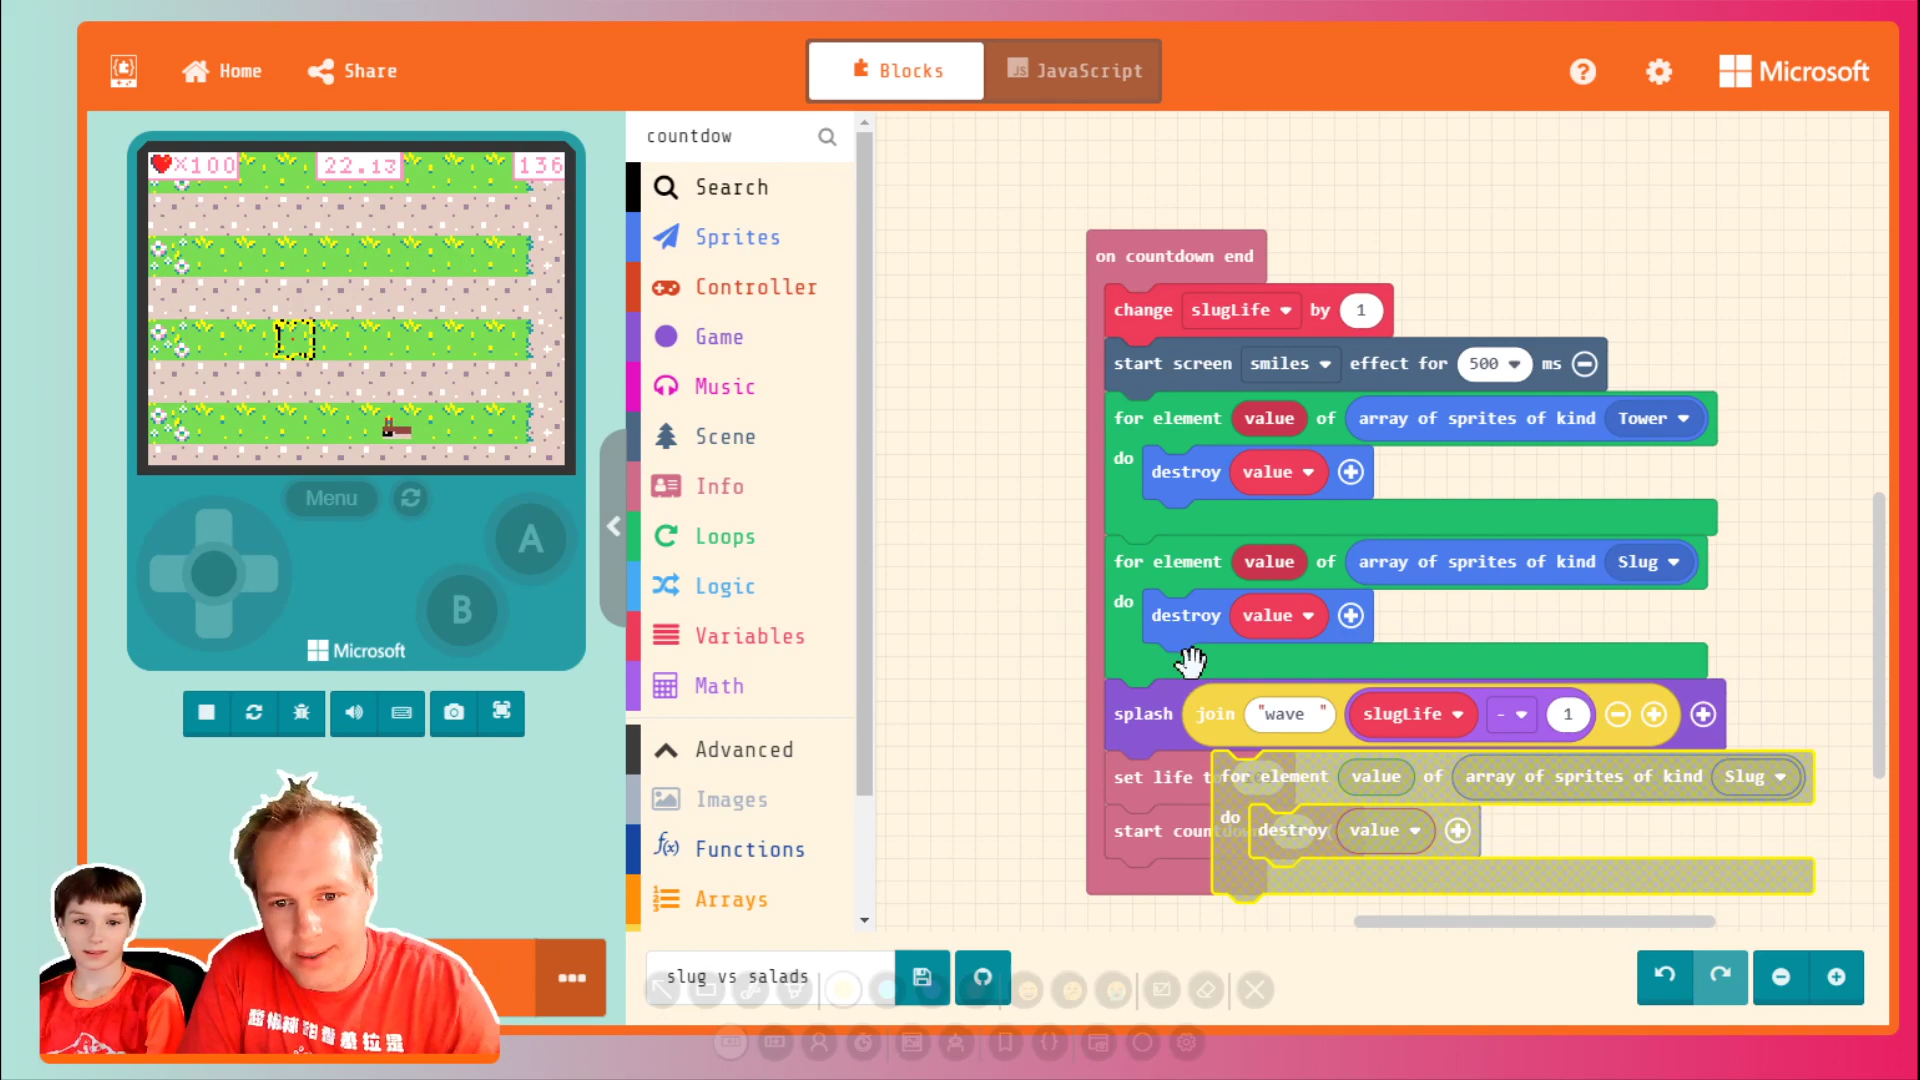 Home
Share
Blocks
JavaScript
Microsoft
X100
22.13
136
Menu
A
B
Microsoft
countdow
Search
Sprites
Controller
Game
Music
Scene
Info
Loops
Logic
Variables
Math
Advanced
Images
Functions
Arrays
on countdown end
change slugLife by 1
start screen smiles effect for 500 ms
for element value of array of sprites of kind Tower
do destroy value
for element value of array of sprites of kind Slug
do destroy value
splash join "wave " slugLife - 1
set life t
for element value of array of sprites of kind Slug
start coun
do destroy value
slug vs salads